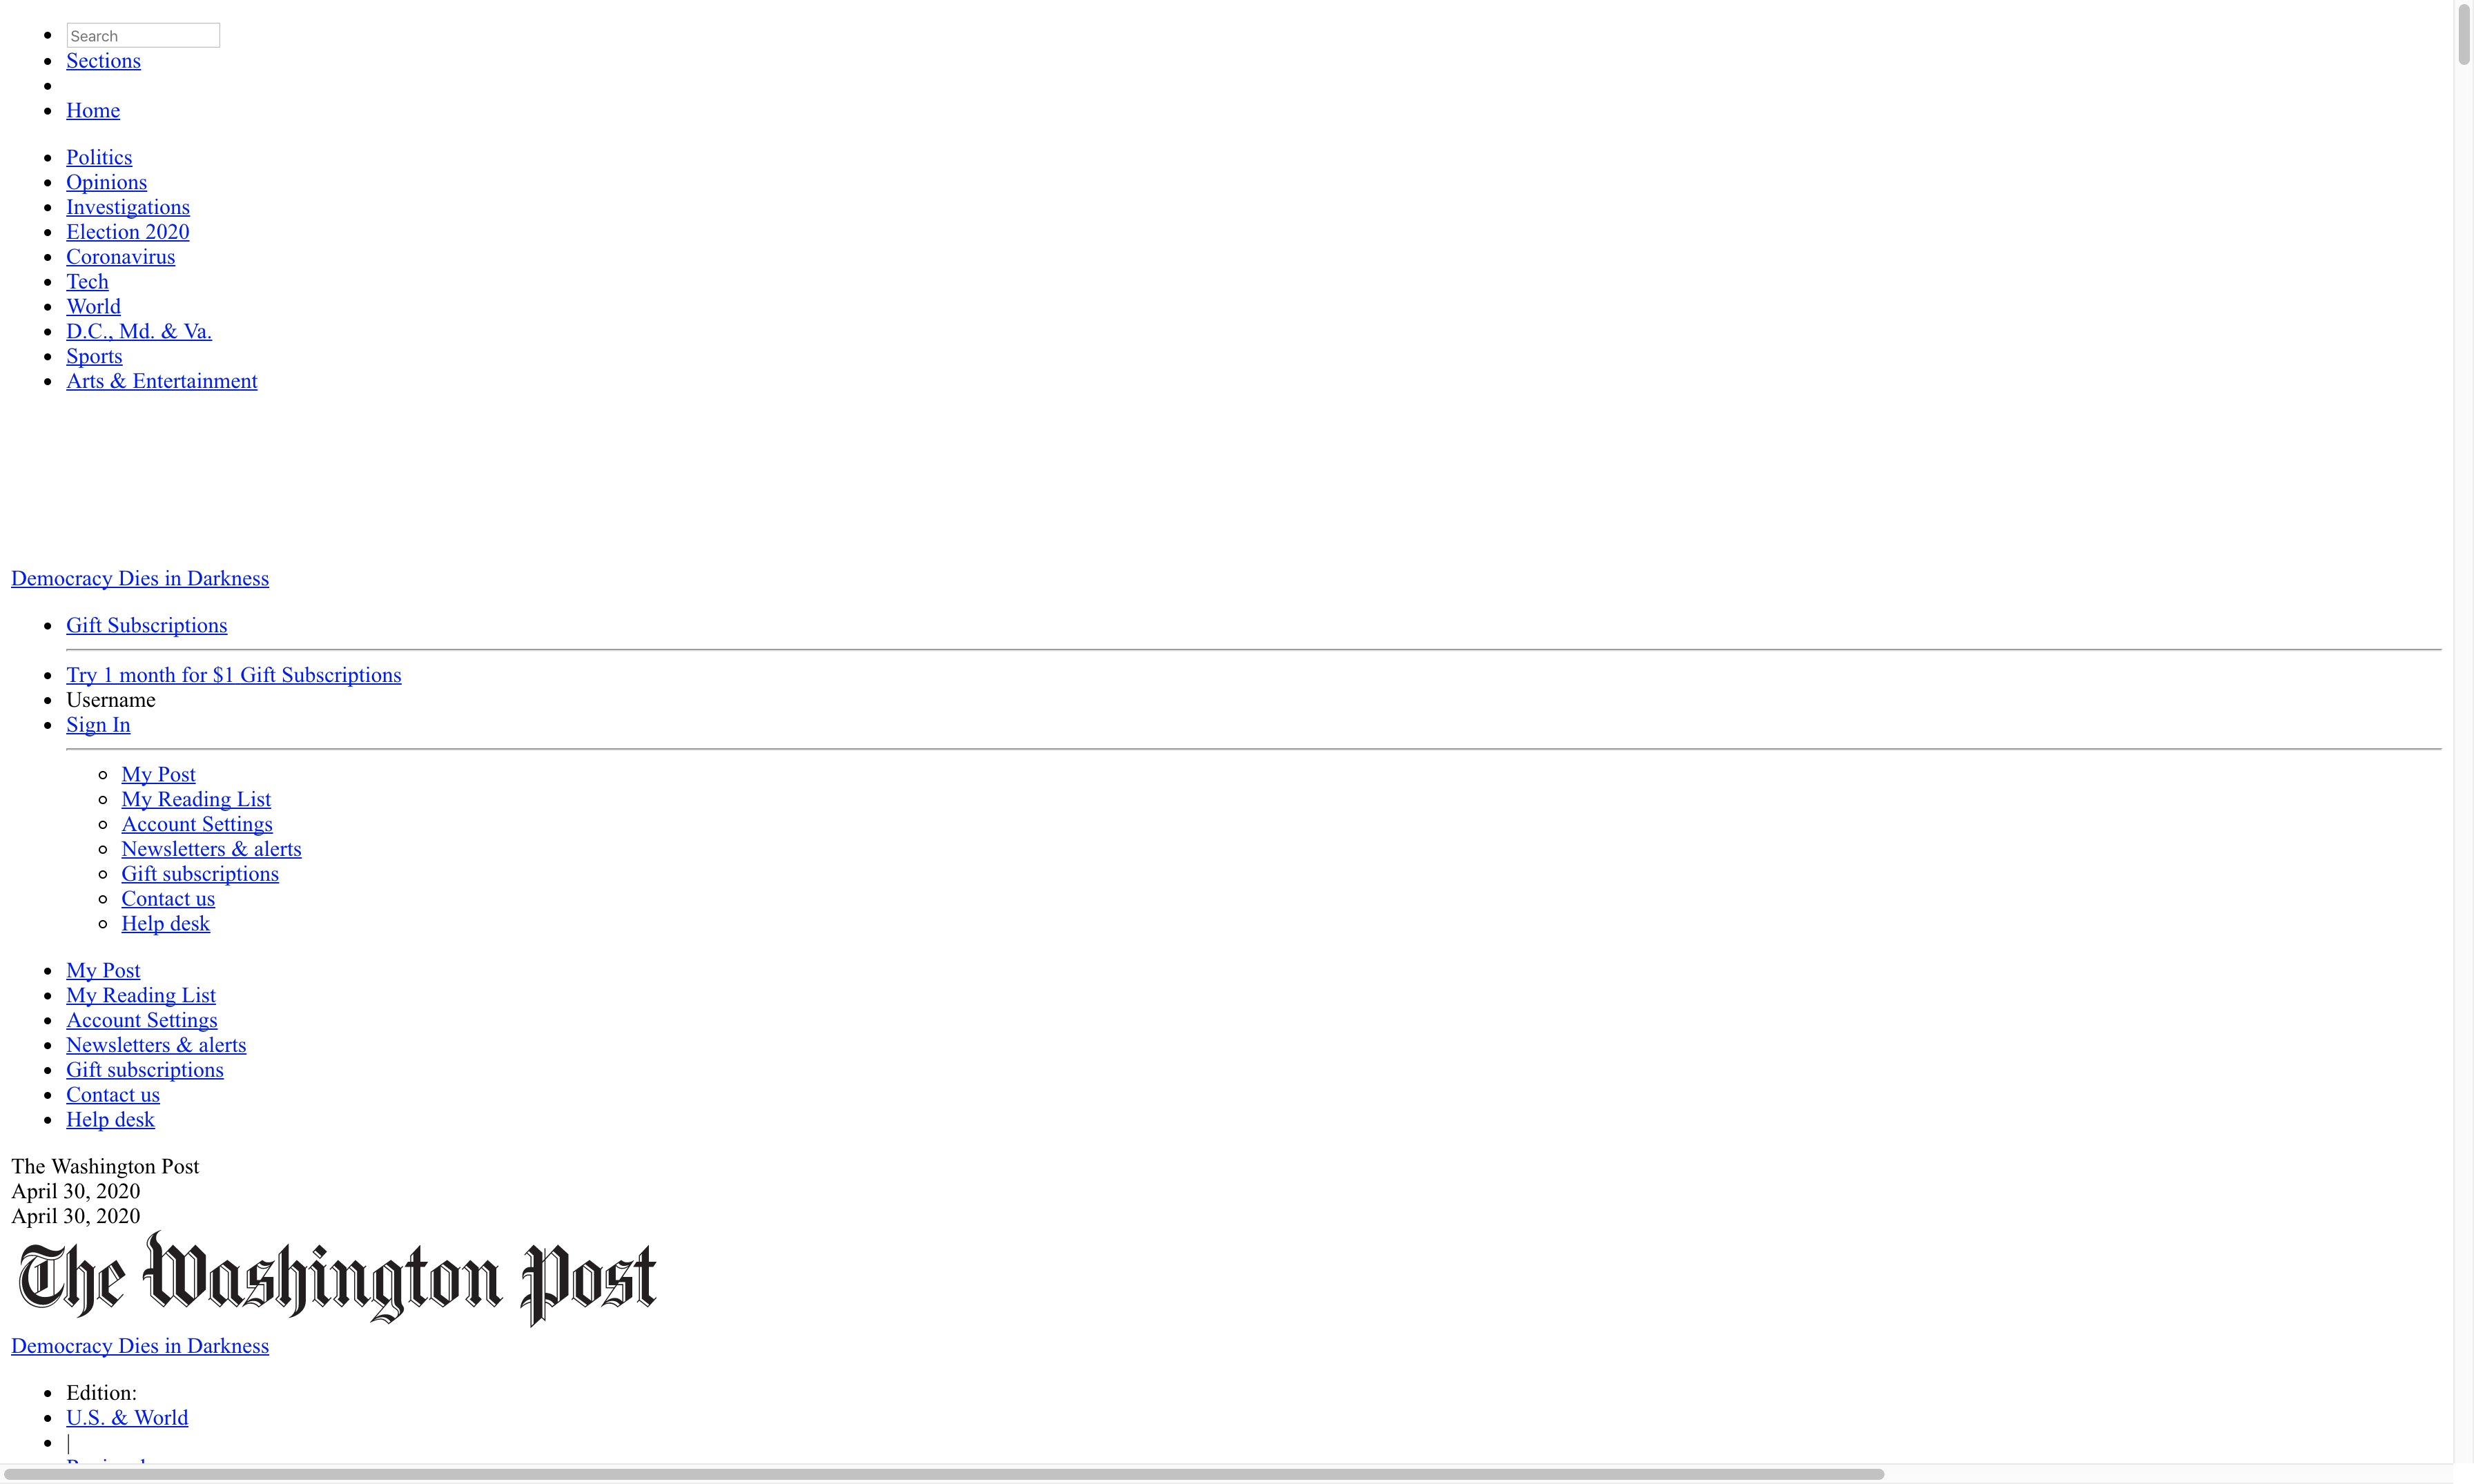 Search
Sections
Home
Politics
Opinions
Investigations
Election 2020
Coronavirus
Tech
World
D.C., Md. & Va.
Sports
Arts & Entertainment
Democracy Dies in Darkness
Gift Subscriptions
Try 1 month for $1 Gift Subscriptions
Username
Sign In
My Post
My Reading List
Account Settings
Newsletters & alerts
Gift subscriptions
Contact us
Help desk
My Post
My Reading List
Account Settings
Newsletters & alerts
Gift subscriptions
Contact us
Help desk
The Washington Post
April 30, 2020
April 30, 2020
The Washington Post
Democracy Dies in Darkness
Edition:
U.S. & World
|